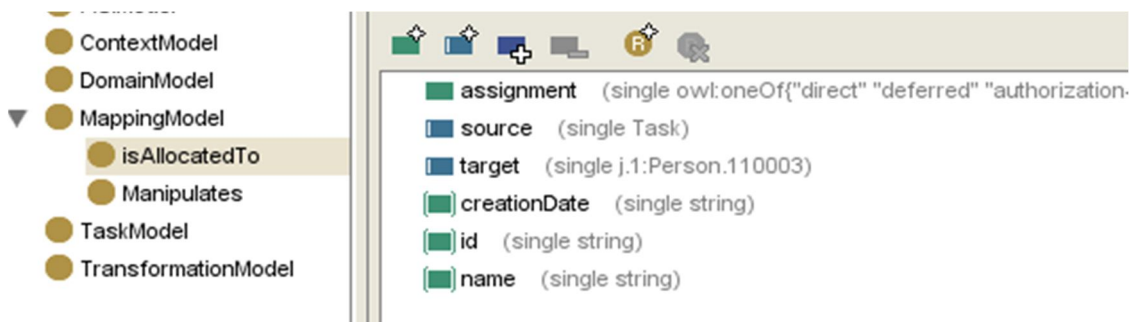 ContextModel
DomainModel
MappingModel
isAllocatedTo
Manipulates
TaskModel
TransformationModel
R
assignment (single owl:oneOf{"direct" "deferred" "authorization-
source (single Task)
target (single j.1:Person.110003)
creationDate (single string)
id (single string)
name (single string)